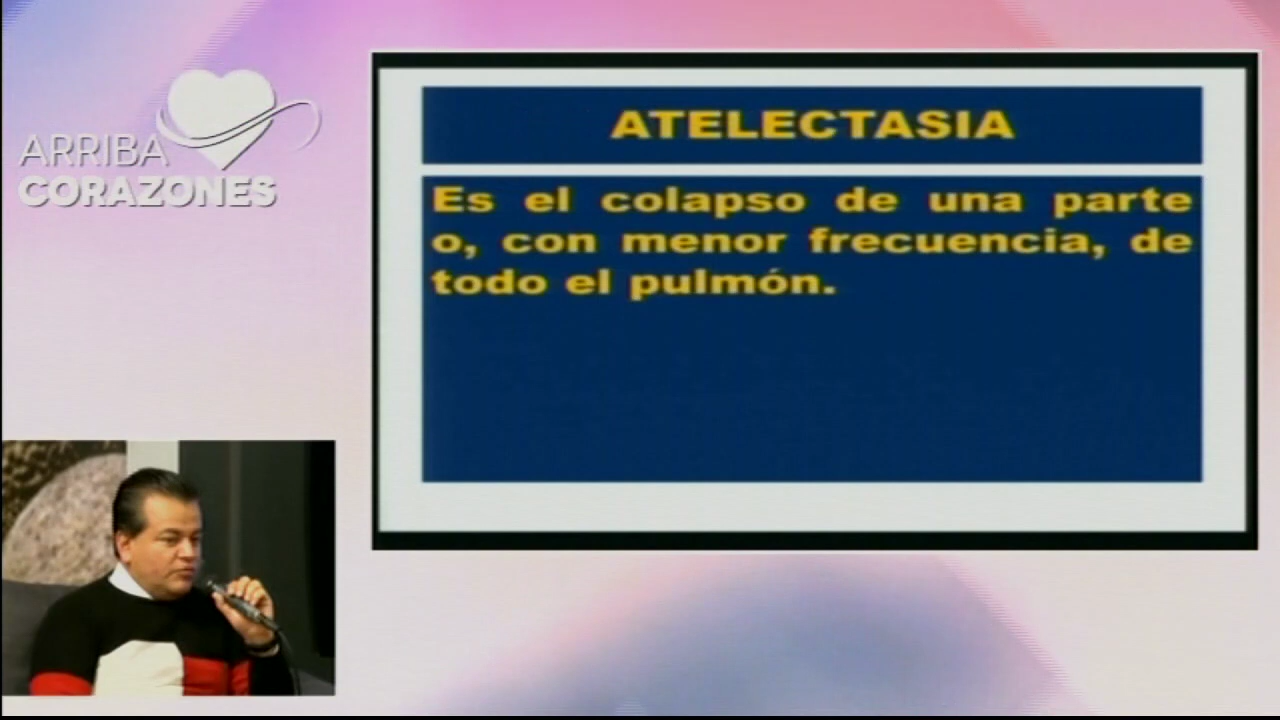 ARRIBA
CORAZONES
ATELECTASIA
Es el colapso de una parte
o, con menor frecuencia, de
todo el pulmón.